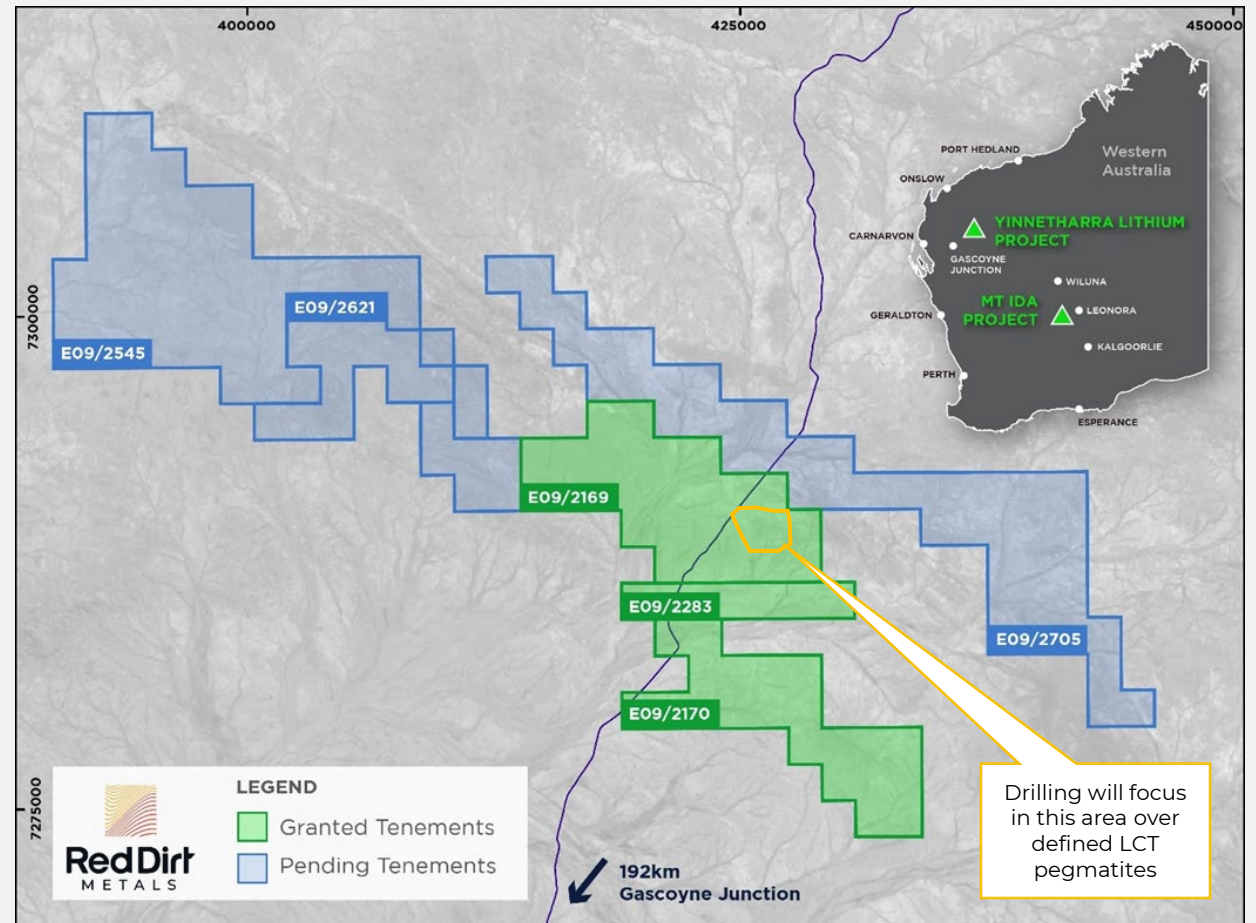 400000
425000
450000
7300000
7275000
E09/2621
E09/2545
E09/2169
E09/2283
E09/2170
E09/2705
PORT HEDLAND
Western
Australia
ONSLOW
YINNETHARRA LITHIUM
PROJECT
CARNARVON
GASCOYNE
JUNCTION
WILUNA
MT IDA
PROJECT
LEONORA
GERALDTON
KALGOORLIE
PERTH
ESPERANCE
Drilling will focus
in this area over
defined LCT
pegmatites
RedDirt
METALS
LEGEND
Granted Tenements
Pending Tenements
192km
Gascoyne Junction